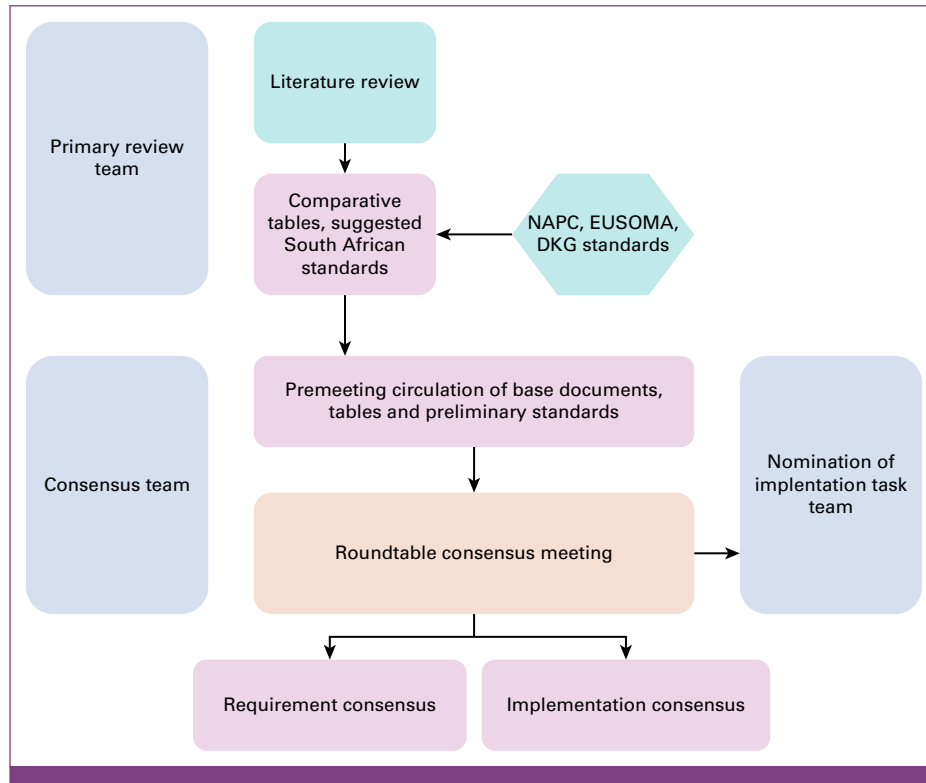 Literature review
Primary review
team
Comparative
tables, suggested
South African
standards
NAPC, EUSOMA,
DKG standards
Premeeting circulation of base documents,
tables and preliminary standards
Consensus team
Roundtable consensus meeting
Nomination of
implentation task
team
Requirement consensus
Implementation consensus